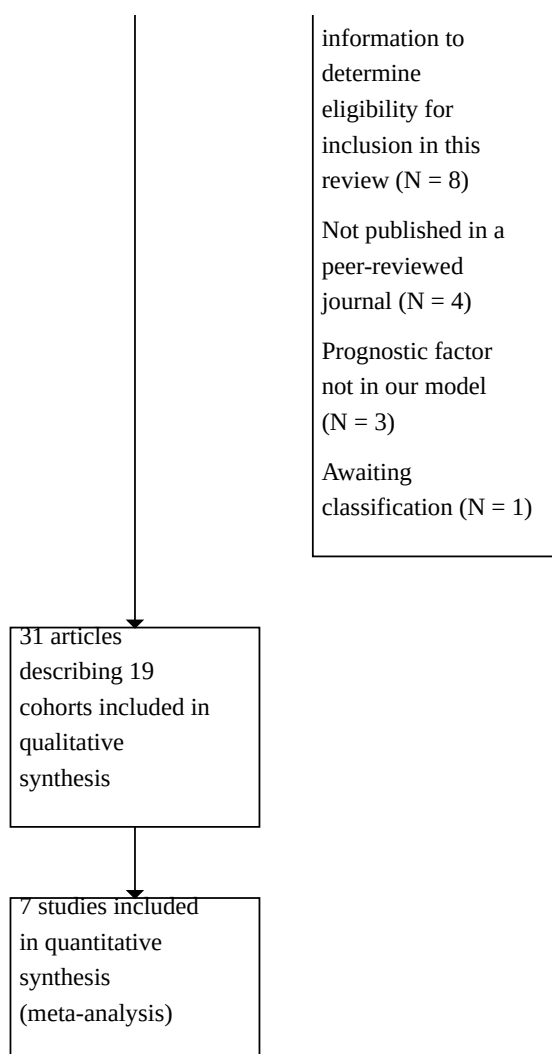 information to
determine
eligibility for
inclusion in this
review (N = 8)
Not published in a
peer-reviewed
journal (N = 4)
Prognostic factor
not in our model
(N = 3)
Awaiting
classification (N = 1)
31 articles
describing 19
cohorts included in
qualitative
synthesis
7 studies included
in quantitative
synthesis
(meta-analysis)